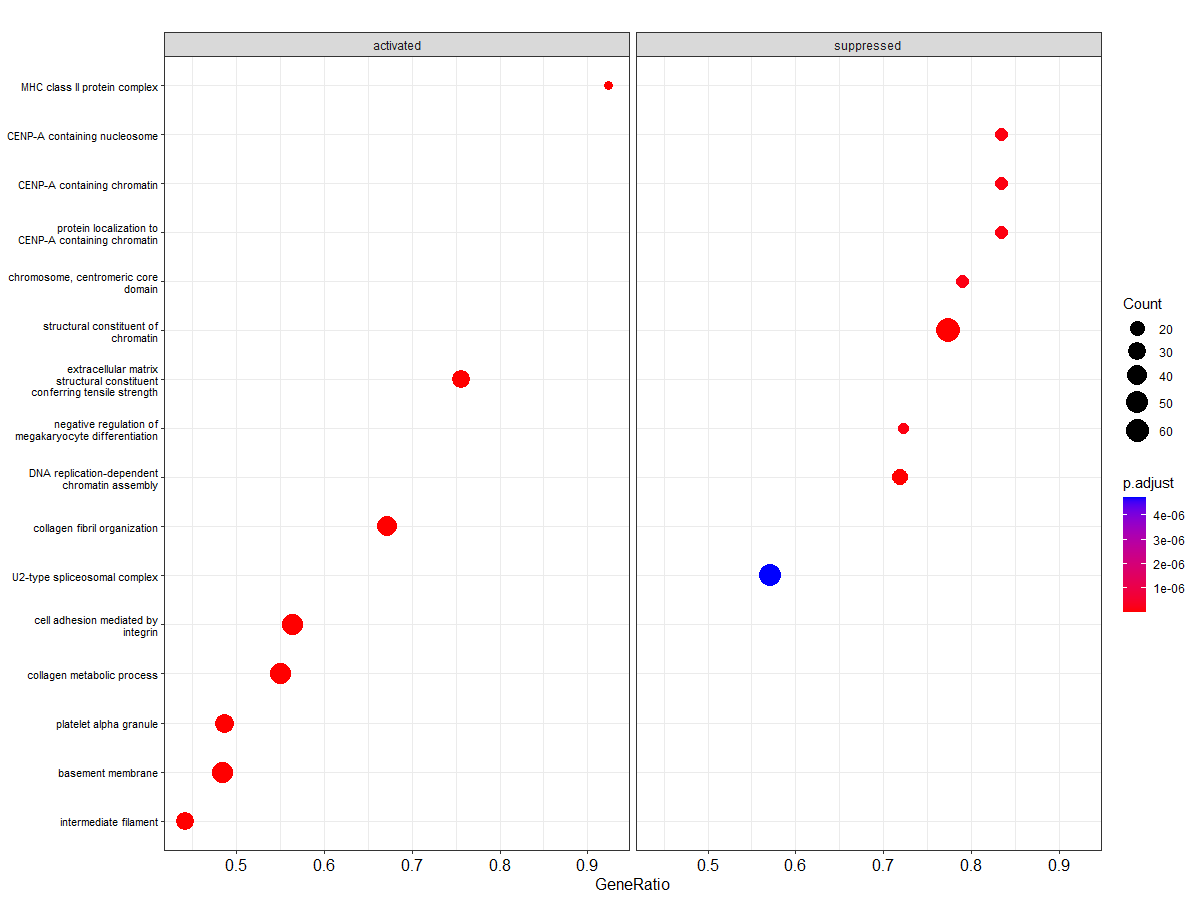 activated
suppressed
MHC class II protein complex
CENP-A containing nucleosome
CENP-A containing chromatin
protein localization to
CENP-A containing chromatin
chromosome, centromeric core
domain
structural constituent of
chromatin
extracellular matrix
structural constituent
conferring tensile strength
negative regulation of
megakaryocyte differentiation
DNA replication-dependent
chromatin assembly
collagen fibril organization
U2-type spliceosomal complex
cell adhesion mediated by
integrin
collagen metabolic process
platelet alpha granule
basement membrane
intermediate filament
0.5 0.6 0.7 0.8 0.9
0.5 0.6 0.7 0.8 0.9
GeneRatio
Count
20
30
40
50
60
p.adjust
4e-06
3e-06
2e-06
1e-06